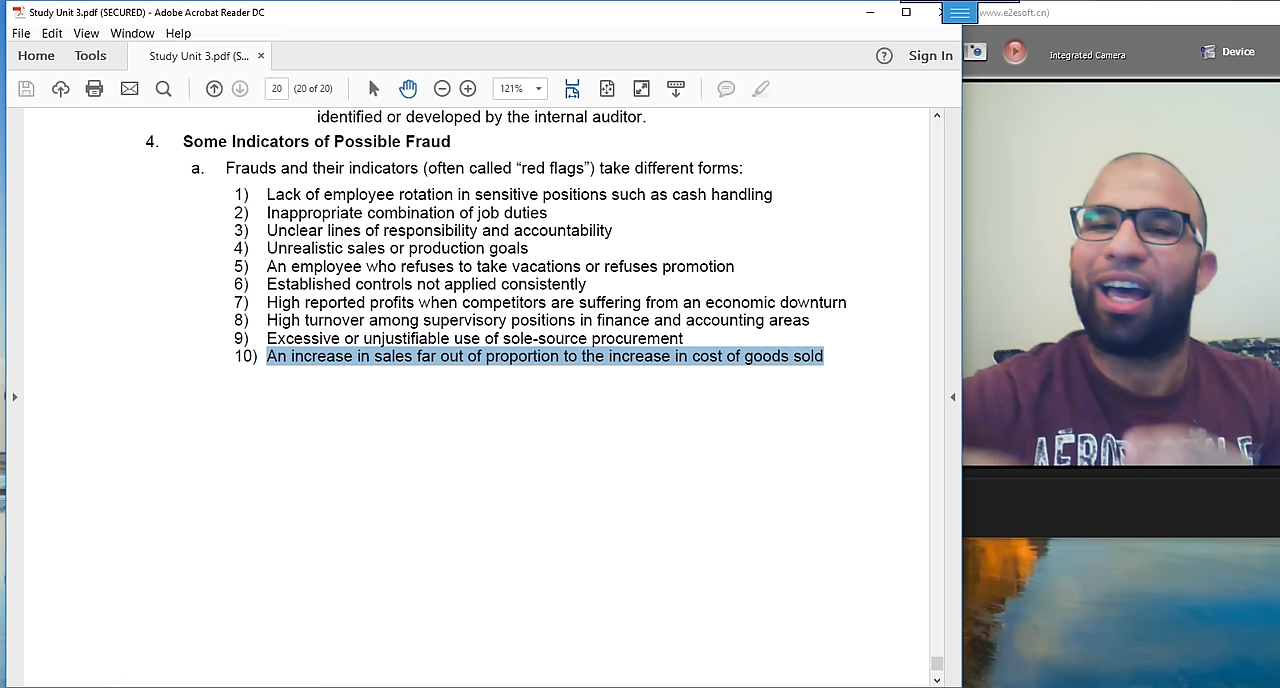 Study Unit 3.pdf (SECURED) - Adobe Acrobat Reader DC
www.e2esoft.cn)
File Edit View Window Help
Home Tools Study Unit 3.pdf (S... × Sign In
Integrated Camera Device
20 (20 of 20) 121%
identified or developed by the internal auditor.
4. Some Indicators of Possible Fraud
a. Frauds and their indicators (often called “red flags”) take different forms:
1) Lack of employee rotation in sensitive positions such as cash handling
2) Inappropriate combination of job duties
3) Unclear lines of responsibility and accountability
4) Unrealistic sales or production goals
5) An employee who refuses to take vacations or refuses promotion
6) Established controls not applied consistently
7) High reported profits when competitors are suffering from an economic downturn
8) High turnover among supervisory positions in finance and accounting areas
9) Excessive or unjustifiable use of sole-source procurement
10) An increase in sales far out of proportion to the increase in cost of goods sold